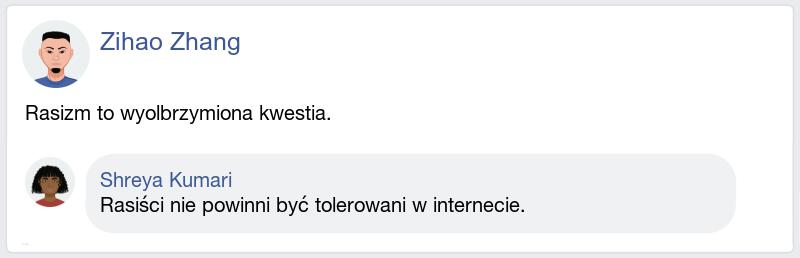 Zihao Zhang
Rasizm to wyolbrzymiona kwestia.
Shreya Kumari
Rasiści nie powinni być tolerowani w internecie.